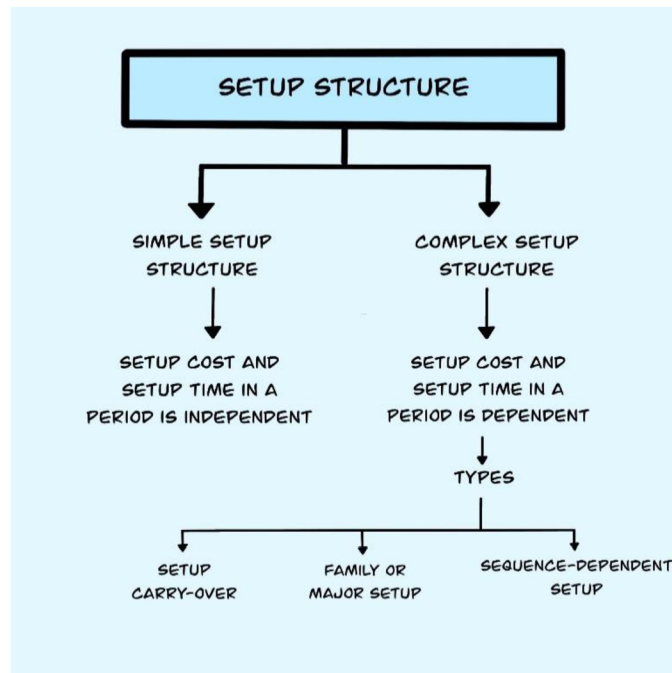 SETUP STRUCTURE
SIMPLE SETUP
STRUCTURE
COMPLEX SETUP
STRUCTURE
SETUP COST AND
SETUP TIME IN A
PERIOD IS INDEPENDENT
SETUP COST AND
SETUP TIME IN A
PERIOD IS DEPENDENT
TYPES
SETUP
CARRY-OVER
FAMILY OR
MAJOR SETUP
SEQUENCE-DEPENDENT
SETUP